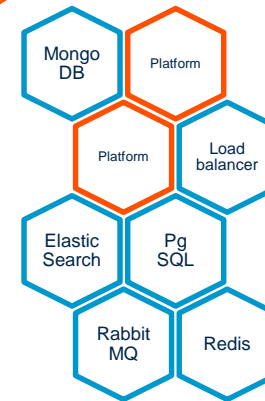 Mongo
DB
Platform
Platform
Load
balancer
Elastic
Search
Pg
SQL
Rabbit
MQ
Redis